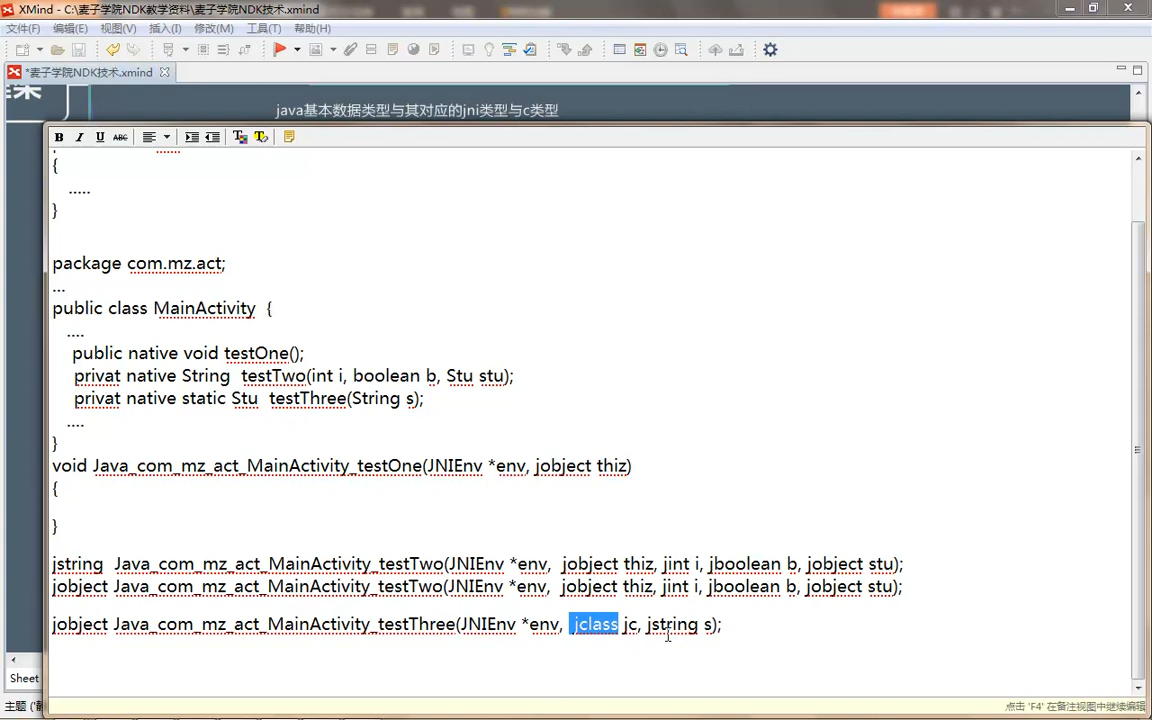 XMind - C:\麦子学院NDK教学资料\麦子学院NDK技术.xmind
文件(F) 编辑(E) 视图(V) 插入(I) 修改(M) 工具(T) 帮助(H)
*麦子学院NDK技术.xmind
java基本数据类型与其对应的jni类型与c类型
B I U ABC
{
.....
}
package com.mz.act;
...
public class MainActivity {
....
public native void testOne();
privat native String testTwo(int i, boolean b, Stu stu);
privat native static Stu testThree(String s);
....
}
void Java_com_mz_act_MainActivity_testOne(JNIEnv *env, jobject thiz)
{
}
jstring Java_com_mz_act_MainActivity_testTwo(JNIEnv *env, jobject thiz, jint i, jboolean b, jobject stu);
jobject Java_com_mz_act_MainActivity_testTwo(JNIEnv *env, jobject thiz, jint i, jboolean b, jobject stu);
jobject Java_com_mz_act_MainActivity_testThree(JNIEnv *env, jclass jc, jstring s);
Sheet
点击 'F4' 在备注视图中继续编辑